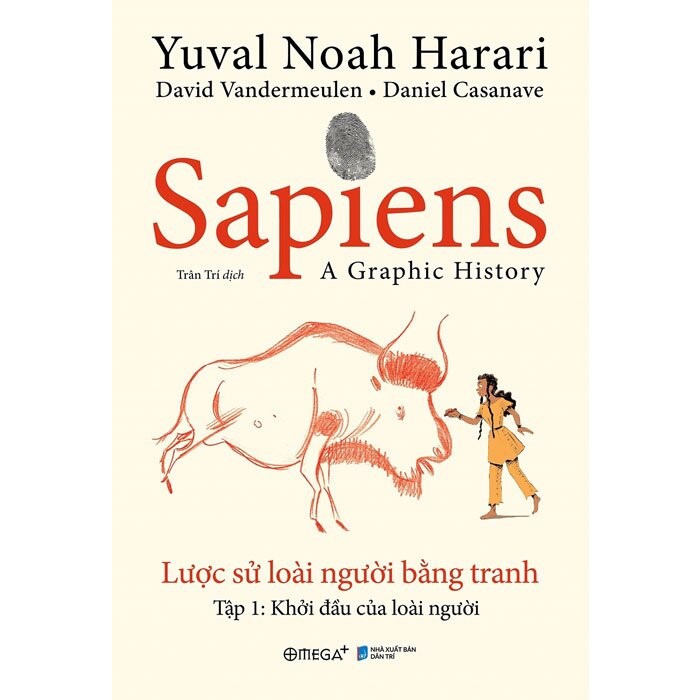 Yuval Noah Harari
David Vandermeulen • Daniel Casanave
Sapiens
Trân Trí dịch
A Graphic History
Lược sử loài người bằng tranh
Tập 1: Khởi đầu của loài người
OMEGA+
NHÀ XUẤT BẢN
DÂN TRÍ